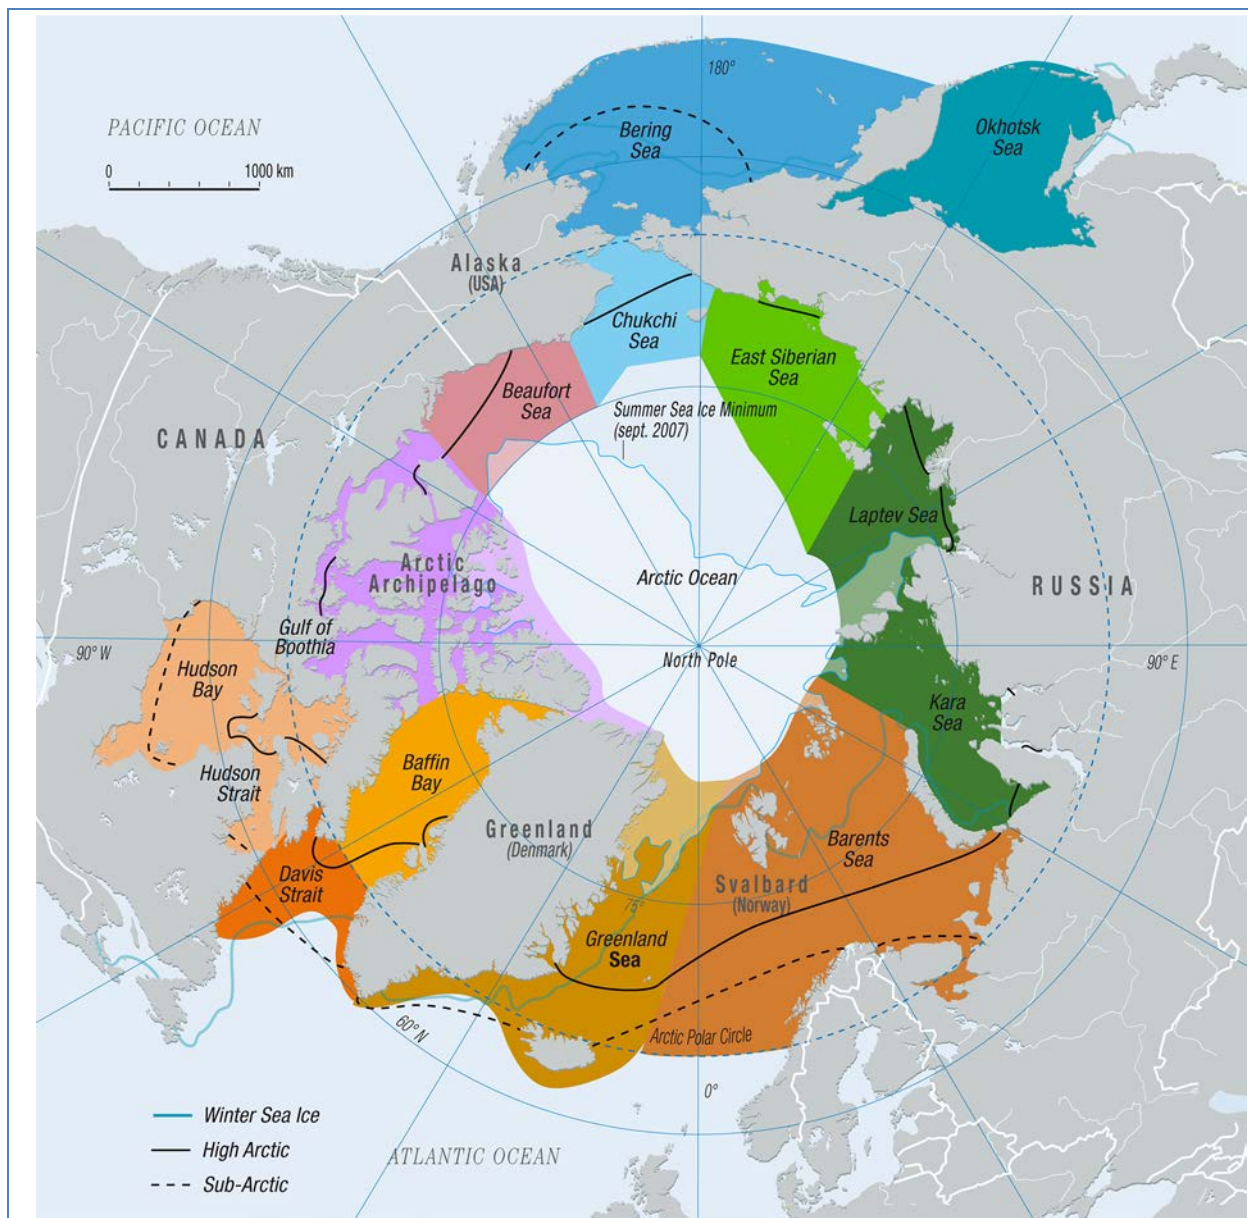 180°
PACIFIC OCEAN
0 1000 km
Bering
Sea
Okhotsk
Sea
Alaska
(USA)
Chukchi
Sea
East Siberian
Sea
Beaufort
Sea
Summer Sea Ice Minimum
(sept. 2007)
CANADA
Laptev Sea
Arctic
Archipelago
Arctic Ocean
RUSSIA
Gulf of
Boothia
90° W
North Pole
90° E
Hudson
Bay
Kara
Sea
Hudson
Strait
Baffin
Bay
Greenland
(Denmark)
Barents
Sea
Davis
Strait
Svalbard
(Norway)
75°
Greenland
Sea
60° N
Arctic Polar Circle
0°
Winter Sea Ice
High Arctic
Sub-Arctic
ATLANTIC OCEAN